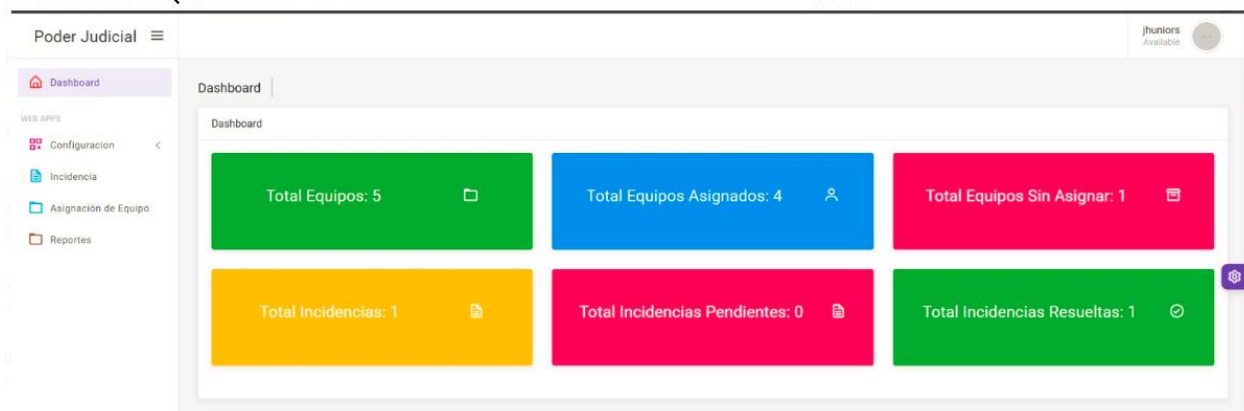 Poder Judicial
jhuniors
Available
Dashboard
WEB APPS
Configuracion
Incidencia
Asignación de Equipo
Reportes
Dashboard
Dashboard
Total Equipos: 5
Total Equipos Asignados: 4
Total Equipos Sin Asignar: 1
Total Incidencias: 1
Total Incidencias Pendientes: 0
Total Incidencias Resueltas: 1